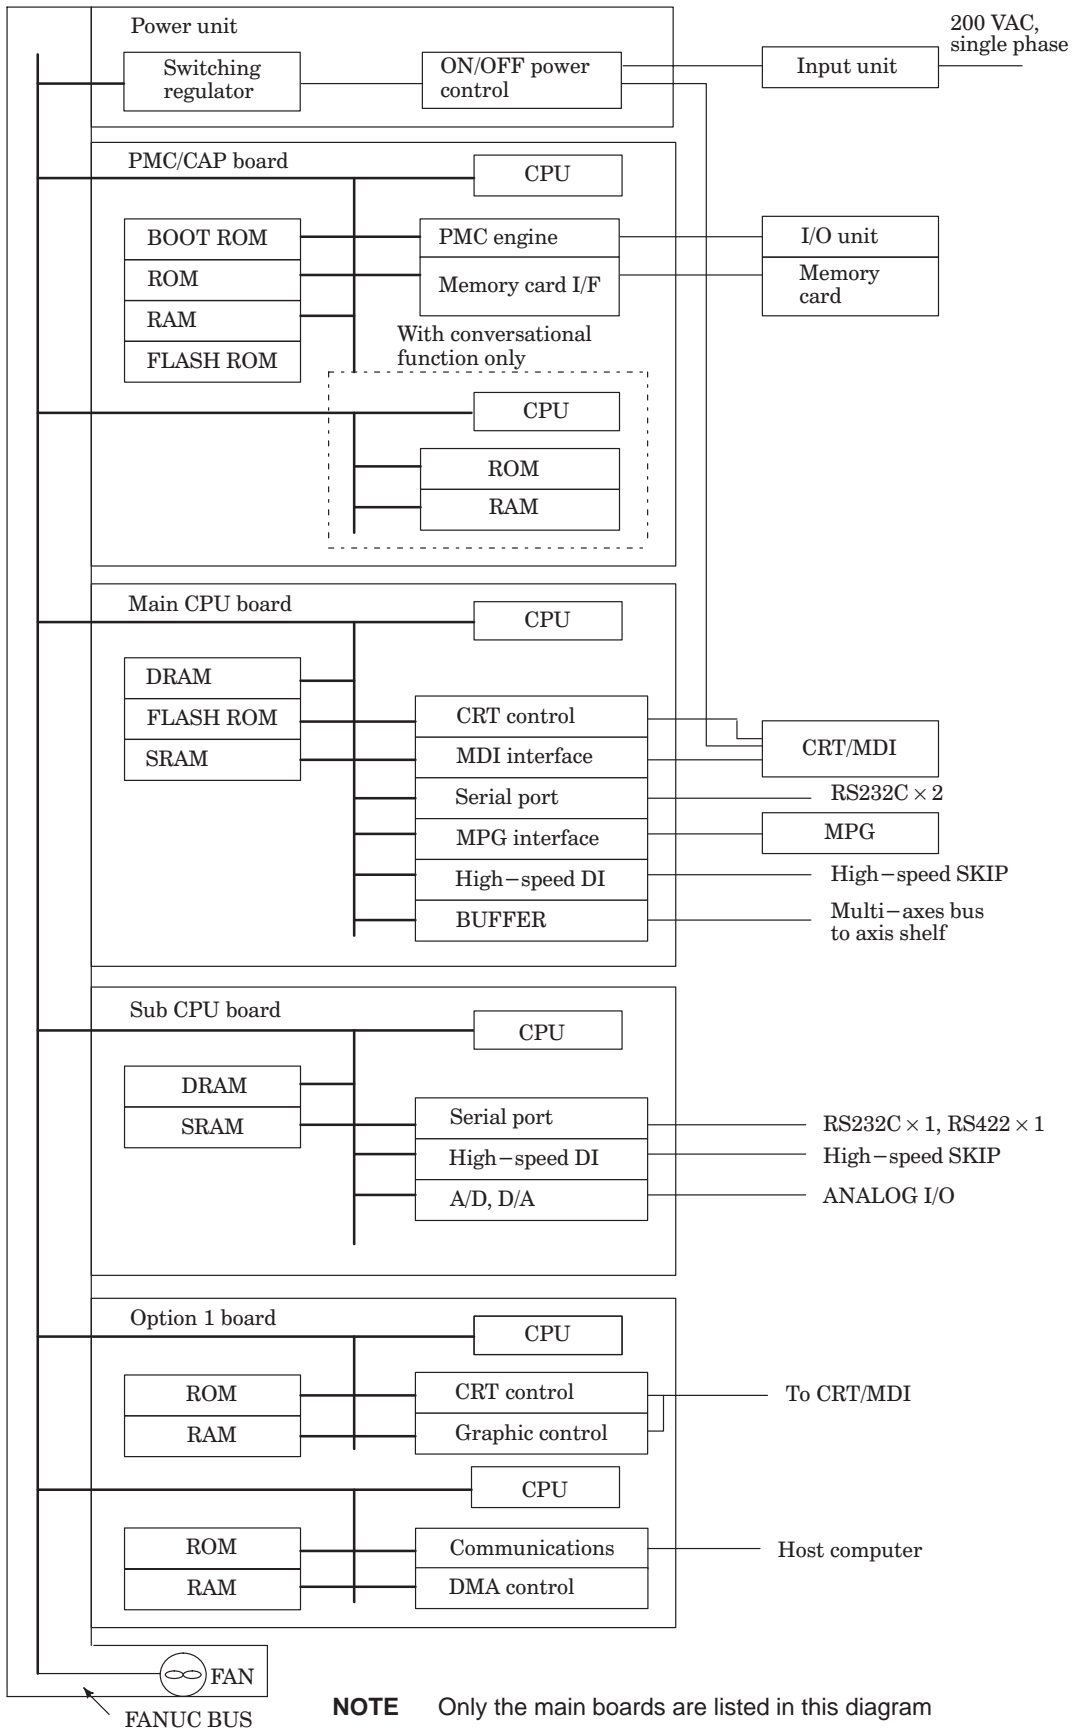 Power unit
200 VAC,
single phase
Switching
regulator
ON/OFF power
control
Input unit
PMC/CAP board
CPU
BOOT ROM
ROM
RAM
FLASH ROM
PMC engine
Memory card I/F
I/O unit
Memory
card
With conversational
function only
CPU
ROM
RAM
Main CPU board
CPU
DRAM
FLASH ROM
SRAM
CRT control
MDI interface
Serial port
MPG interface
High−speed DI
BUFFER
CRT/MDI
RS232C × 2
MPG
High−speed SKIP
Multi−axes bus
to axis shelf
Sub CPU board
CPU
DRAM
SRAM
Serial port
High−speed DI
A/D, D/A
RS232C × 1, RS422 × 1
High−speed SKIP
ANALOG I/O
Option 1 board
CPU
ROM
RAM
CRT control
Graphic control
To CRT/MDI
CPU
ROM
RAM
Communications
DMA control
Host computer
FAN
FANUC BUS
NOTE Only the main boards are listed in this diagram